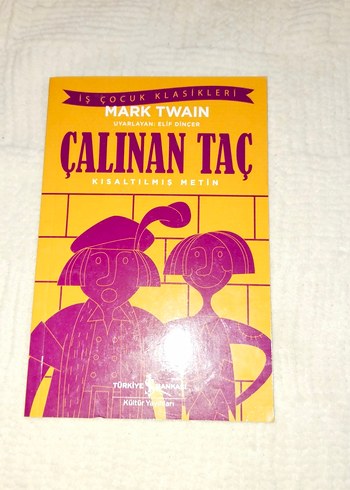 İŞ ÇOCUK KLASİKLERİ
MARK TWAIN
UYARLAYAN: ELİF DİNÇER
ÇALINAN TAÇ
KISALTILMIŞ METİN
TÜRKİYE İŞ BANKASI
Kültür Yayınları